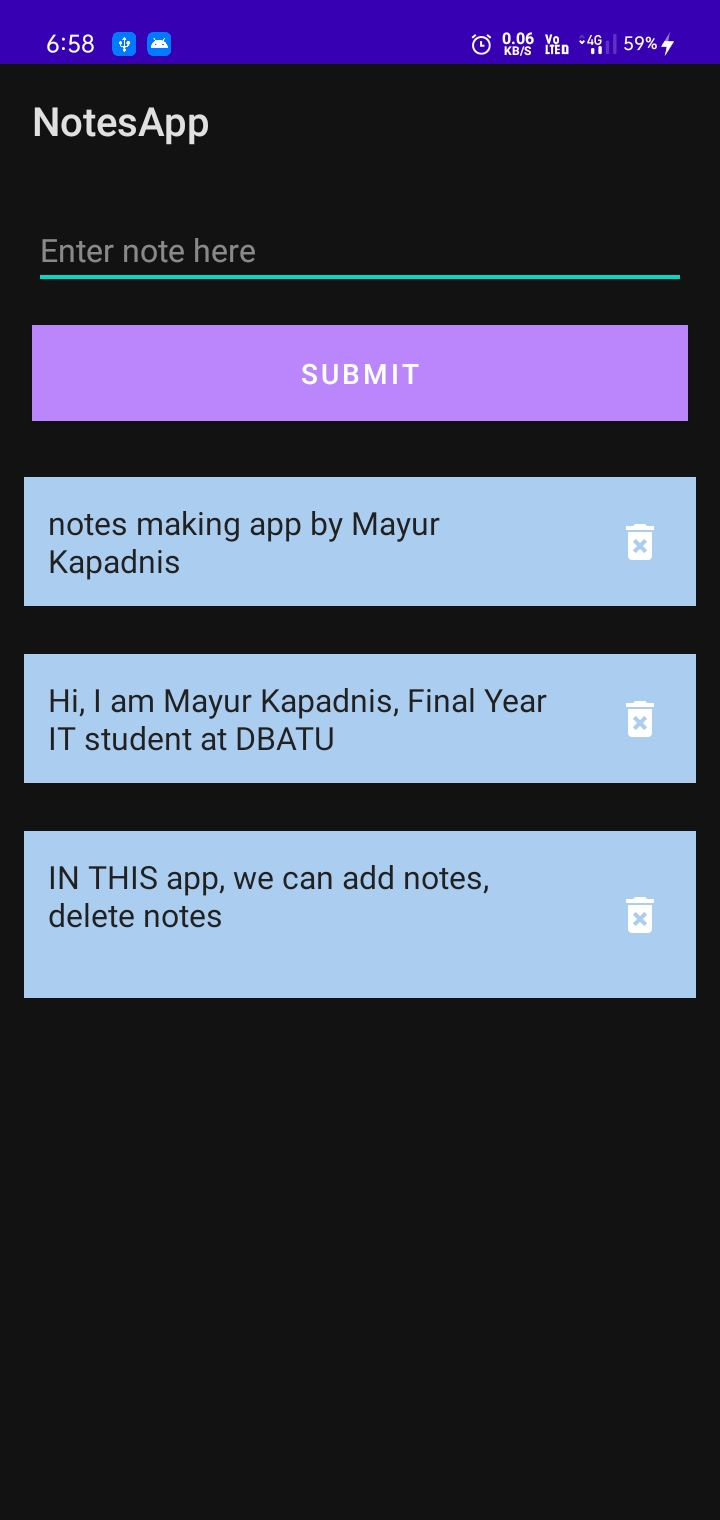 6:58 0.06 KB/S Vo LTE 4G 59%
NotesApp
Enter note here
SUBMIT
notes making app by Mayur
Kapadnis
Hi, I am Mayur Kapadnis, Final Year
IT student at DBATU
IN THIS app, we can add notes,
delete notes